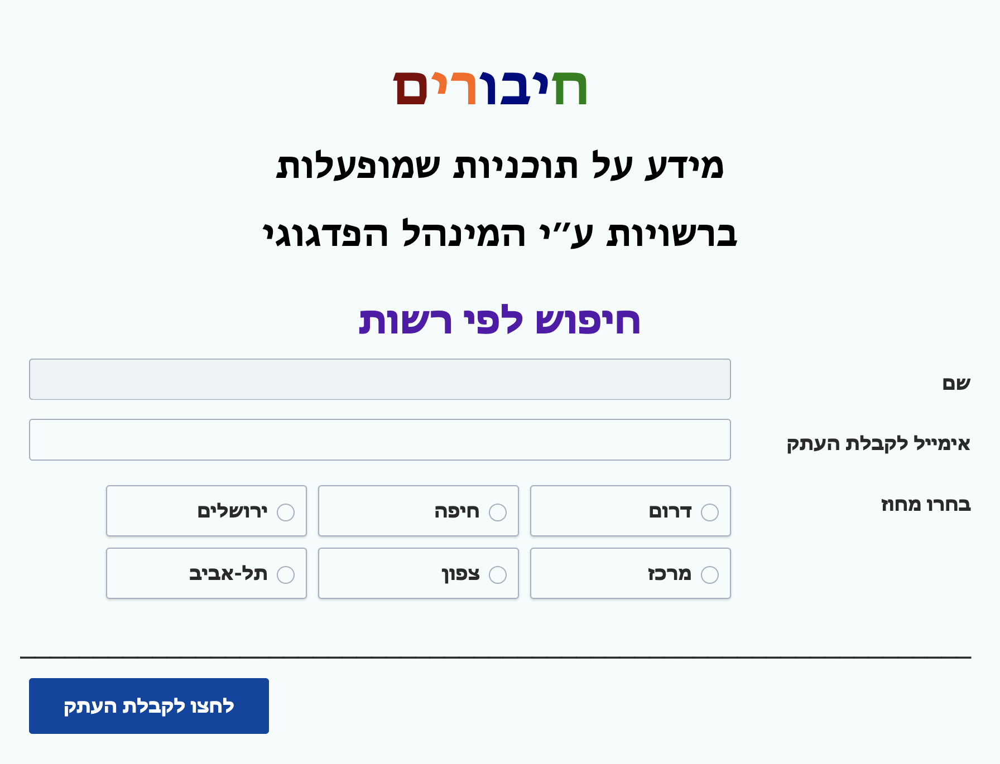 חיבורים
מידע על תוכניות שמופעלות
ברשויות ע״י המינהל הפדגוגי
חיפוש לפי רשות
שם
אימייל לקבלת העתק
בחרו מחוז
דרום
חיפה
ירושלים
מרכז
צפון
תל-אביב
לחצו לקבלת העתק